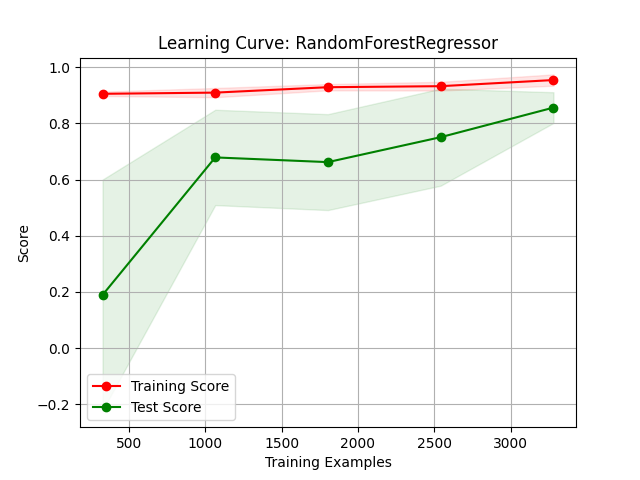 Learning Curve: RandomForestRegressor
1.0
0.8
0.6
0.4
0.2
0.0
−0.2
Score
Training Score
Test Score
500 1000 1500 2000 2500 3000
Training Examples